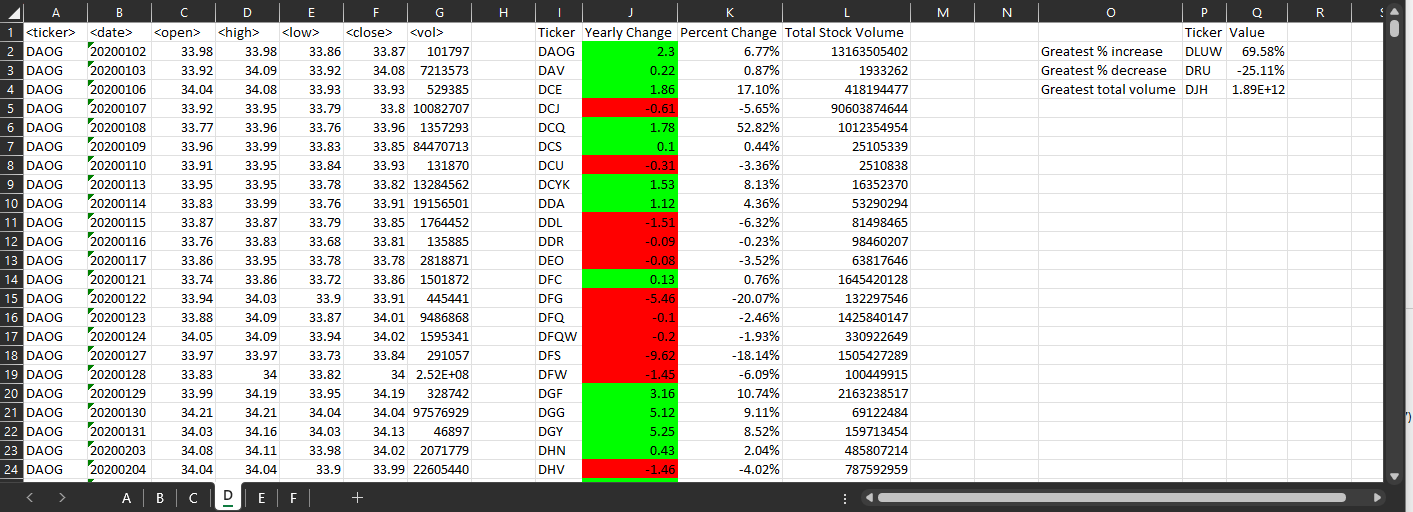 A B C D E F G H I J K L M N O P Q R
1 <ticker> <date> <open> <high> <low> <close> <vol> Ticker Yearly Change Percent Change Total Stock Volume Ticker Value
2 DAOG 20200102 33.98 33.98 33.86 33.87 101797 DAOG 2.3 6.77% 13163505402 Greatest % increase DLUW 69.58%
3 DAOG 20200103 33.92 34.09 33.92 34.08 7213573 DAV 0.22 0.87% 1933262 Greatest % decrease DRU -25.11%
4 DAOG 20200106 34.04 34.08 33.93 33.93 529385 DCE 1.86 17.10% 418194477 Greatest total volume DJH 1.89E+12
5 DAOG 20200107 33.92 33.95 33.79 33.8 10082707 DCJ -0.61 -5.65% 90603874644
6 DAOG 20200108 33.77 33.96 33.76 33.96 1357293 DCQ 1.78 52.82% 1012354954
7 DAOG 20200109 33.96 33.99 33.83 33.85 84470713 DCS 0.1 0.44% 25105339
8 DAOG 20200110 33.91 33.95 33.84 33.93 131870 DCU -0.31 -3.36% 2510838
9 DAOG 20200113 33.95 33.95 33.78 33.82 13284562 DCYK 1.53 8.13% 16352370
10 DAOG 20200114 33.83 33.99 33.76 33.91 19156501 DDA 1.12 4.36% 53290294
11 DAOG 20200115 33.87 33.87 33.79 33.85 1764452 DDL -1.51 -6.32% 81498465
12 DAOG 20200116 33.76 33.83 33.68 33.81 135885 DDR -0.09 -0.23% 98460207
13 DAOG 20200117 33.86 33.95 33.78 33.78 2818871 DEO -0.08 -3.52% 63817646
14 DAOG 20200121 33.74 33.86 33.72 33.86 1501872 DFC 0.13 0.76% 1645420128
15 DAOG 20200122 33.94 34.03 33.9 33.91 445441 DFG -5.46 -20.07% 132297546
16 DAOG 20200123 33.88 34.09 33.87 34.01 9486868 DFQ -0.1 -2.46% 1425840147
17 DAOG 20200124 34.05 34.09 33.94 34.02 1595341 DFQW -0.2 -1.93% 330922649
18 DAOG 20200127 33.97 33.97 33.73 33.84 291057 DFS -9.62 -18.14% 1505427289
19 DAOG 20200128 33.83 34 33.82 34 2.52E+08 DFW -1.45 -6.09% 100449915
20 DAOG 20200129 33.99 34.19 33.95 34.19 328742 DGF 3.16 10.74% 2163238517
21 DAOG 20200130 34.21 34.21 34.04 34.04 97576929 DGG 5.12 9.11% 69122484
22 DAOG 20200131 34.03 34.16 34.03 34.13 46897 DGY 5.25 8.52% 159713454
23 DAOG 20200203 34.08 34.11 33.98 34.02 2071779 DHN 0.43 2.04% 485807214
24 DAOG 20200204 34.04 34.04 33.9 33.99 22605440 DHV -1.46 -4.02% 787592959
A B C D E F